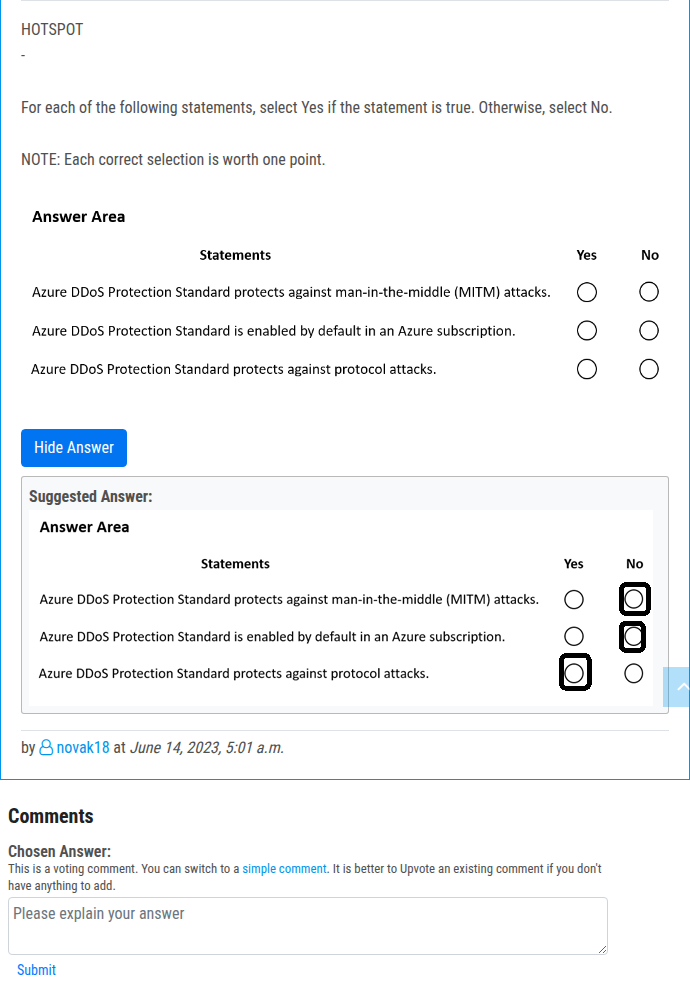 HOTSPOT
-
For each of the following statements, select Yes if the statement is true. Otherwise, select No.
NOTE: Each correct selection is worth one point.
Answer Area
Statements Yes No
Azure DDoS Protection Standard protects against man-in-the-middle (MITM) attacks.
Azure DDoS Protection Standard is enabled by default in an Azure subscription.
Azure DDoS Protection Standard protects against protocol attacks.
Hide Answer
Suggested Answer:
Answer Area
Statements Yes No
Azure DDoS Protection Standard protects against man-in-the-middle (MITM) attacks.
Azure DDoS Protection Standard is enabled by default in an Azure subscription.
Azure DDoS Protection Standard protects against protocol attacks.
by novak18 at June 14, 2023, 5:01 a.m.
Comments
Chosen Answer:
This is a voting comment. You can switch to a simple comment. It is better to Upvote an existing comment if you don't
have anything to add.
Please explain your answer
Submit